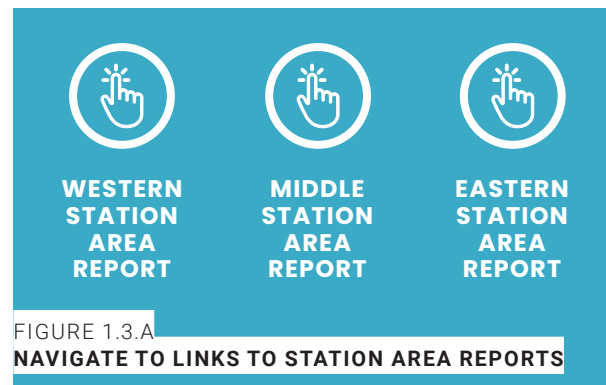 WESTERN
STATION
AREA
REPORT
MIDDLE
STATION
AREA
REPORT
EASTERN
STATION
AREA
REPORT
FIGURE 1.3.A
NAVIGATE TO LINKS TO STATION AREA REPORTS